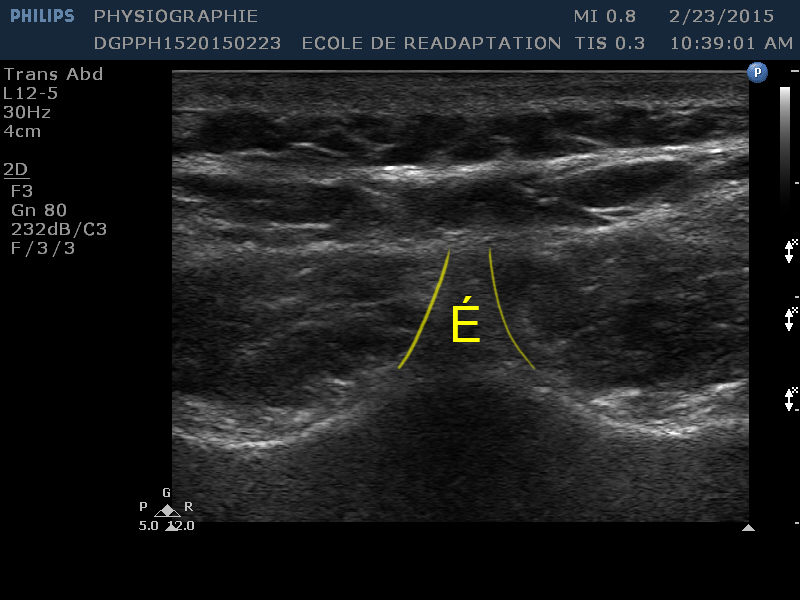 PHILIPS PHYSIOGRAPHIE MI 0.8 2/23/2015
DGPPH1520150223 ECOLE DE READAPTATION TIS 0.3 10:39:01 AM
Trans Abd
L12-5
30Hz
4cm
2D
F3
Gn 80
232dB/C3
F/3/3
P
É
G
P R
5.0 12.0